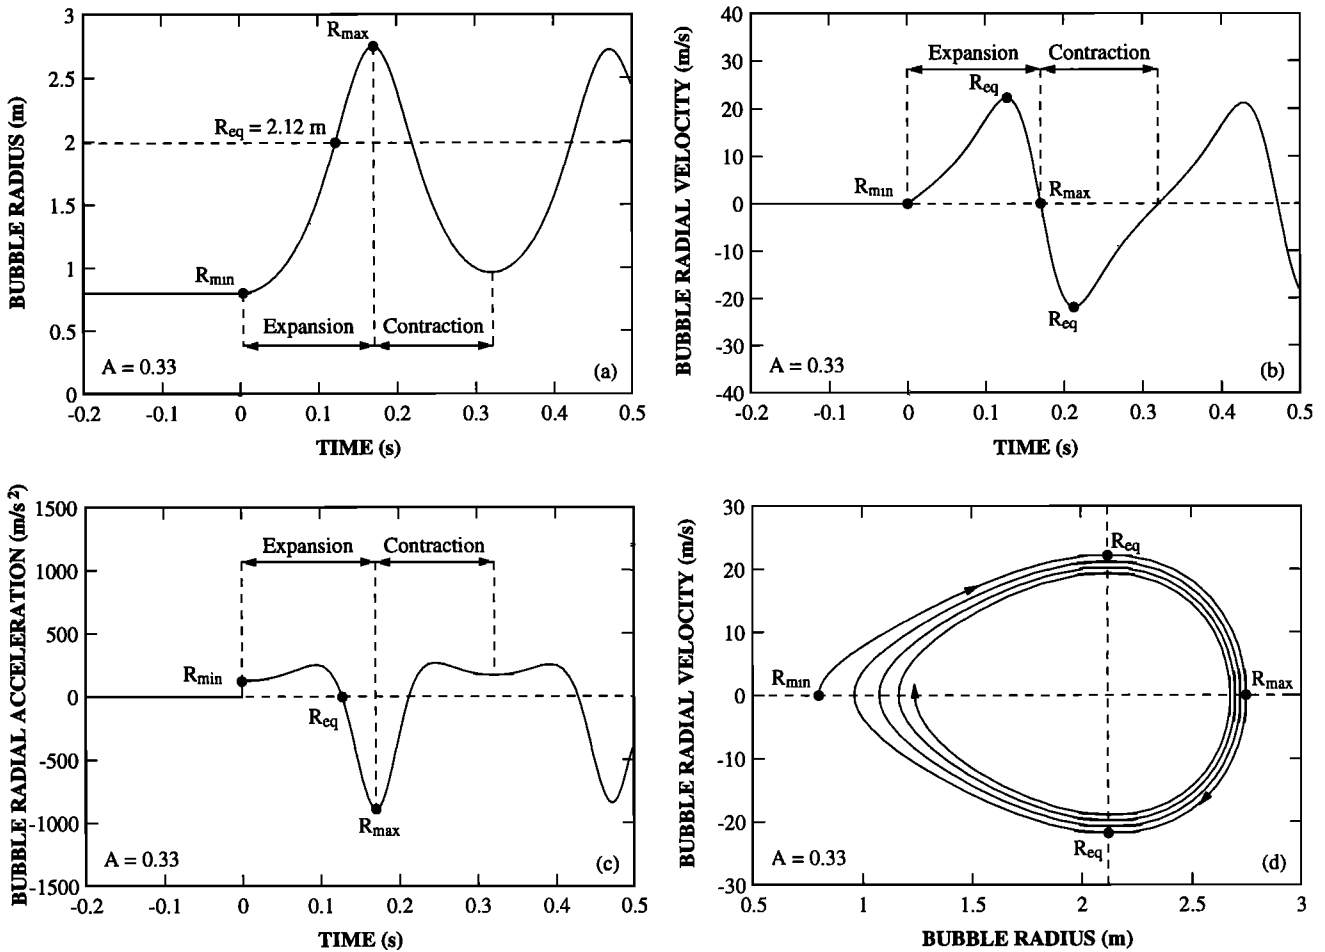 3
2.5
2
1.5
1
0.5
0
BUBBLE RADIUS (m)
Rmax
Req = 2.12 m
Rmin
Expansion
Contraction
A = 0.33
(a)
-0.2
-0.1
0
0.1
0.2
0.3
0.4
0.5
TIME (s)
40
30
20
10
0
-10
-20
-30
-40
BUBBLE RADIAL VELOCITY (m/s)
Expansion
Contraction
Req
Rmin
Rmax
Req
A = 0.33
(b)
-0.2
-0.1
0
0.1
0.2
0.3
0.4
0.5
TIME (s)
1500
1000
500
0
-500
-1000
-1500
BUBBLE RADIAL ACCELERATION (m/s²)
Expansion
Contraction
Rmin
Req
Rmax
A = 0.33
(c)
-0.2
-0.1
0
0.1
0.2
0.3
0.4
0.5
TIME (s)
30
20
10
0
-10
-20
-30
BUBBLE RADIAL VELOCITY (m/s)
Req
Rmin
Rmax
Req
A = 0.33
(d)
0.5
1
1.5
2
2.5
3
BUBBLE RADIUS (m)